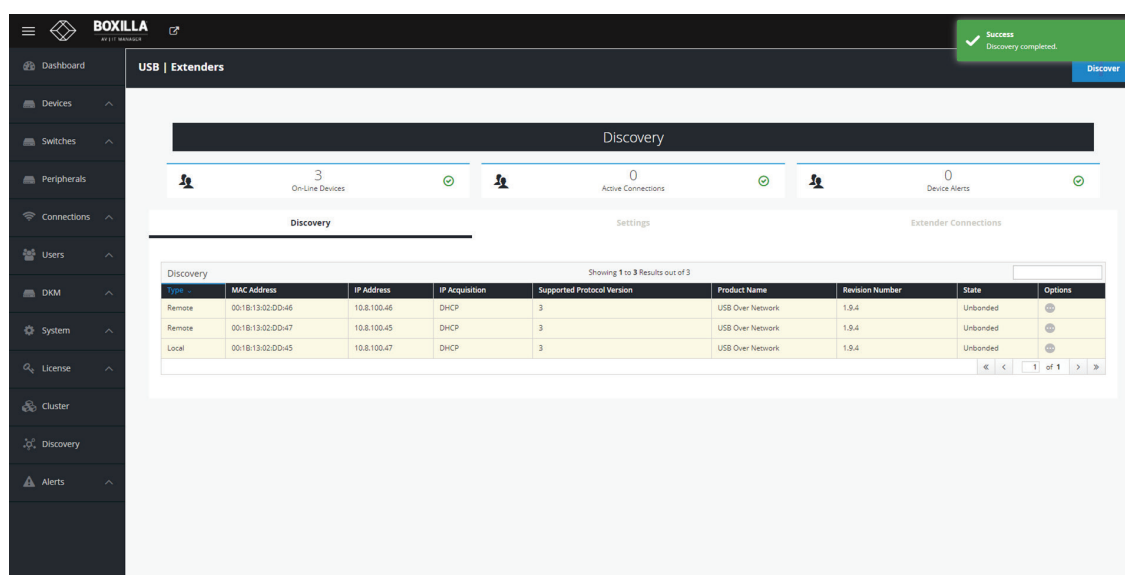 BOXILLA
AV | IT MANAGER
Success
Discovery completed.
Dashboard
USB | Extenders
Discover
Devices
Switches
Discovery
Peripherals
3
On-Line Devices
0
Active Connections
0
Device Alerts
Connections
Discovery Settings Extender Connections
Users
Discovery Showing 1 to 3 Results out of 3
DKM
Type MAC Address IP Address IP Acquisition Supported Protocol Version Product Name Revision Number State Options
Remote 00:1B:13:02:DD:46 10.8.100.46 DHCP 3 USB Over Network 1.9.4 Unbonded
System
Remote 00:1B:13:02:DD:47 10.8.100.45 DHCP 3 USB Over Network 1.9.4 Unbonded
Local 00:1B:13:02:DD:45 10.8.100.47 DHCP 3 USB Over Network 1.9.4 Unbonded
License
« < 1 of 1 > »
Cluster
Discovery
Alerts